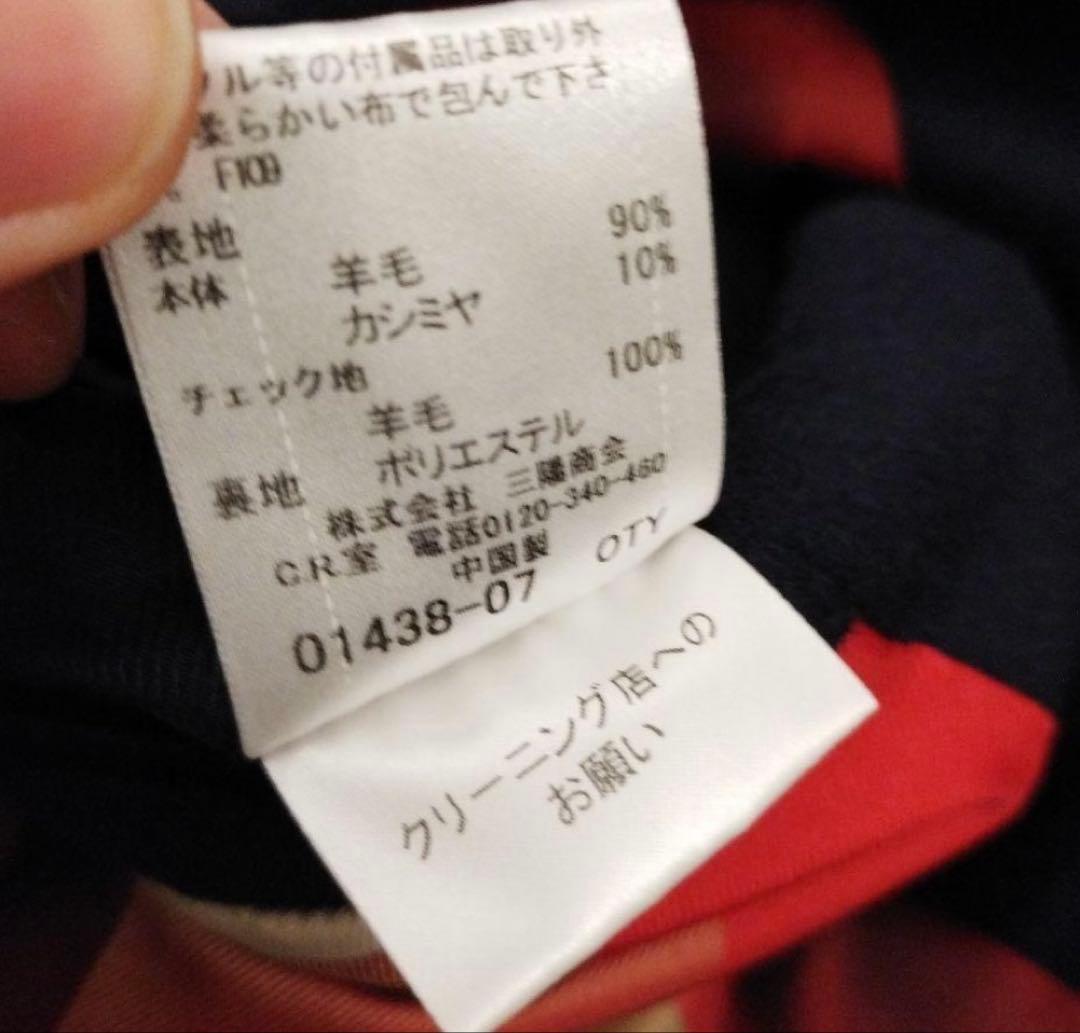 ル等の付属品は取り外
柔らかい布で包んで下さ
い。 F109
表地 90%
本体 羊毛 10%
カシミヤ
チェック地 100%
羊毛
裏地 ポリエステル
株式会社 三陽商会
CR室 電話0120-340-460
中国製 OTY
01438-07
クリーニング店への
お願い